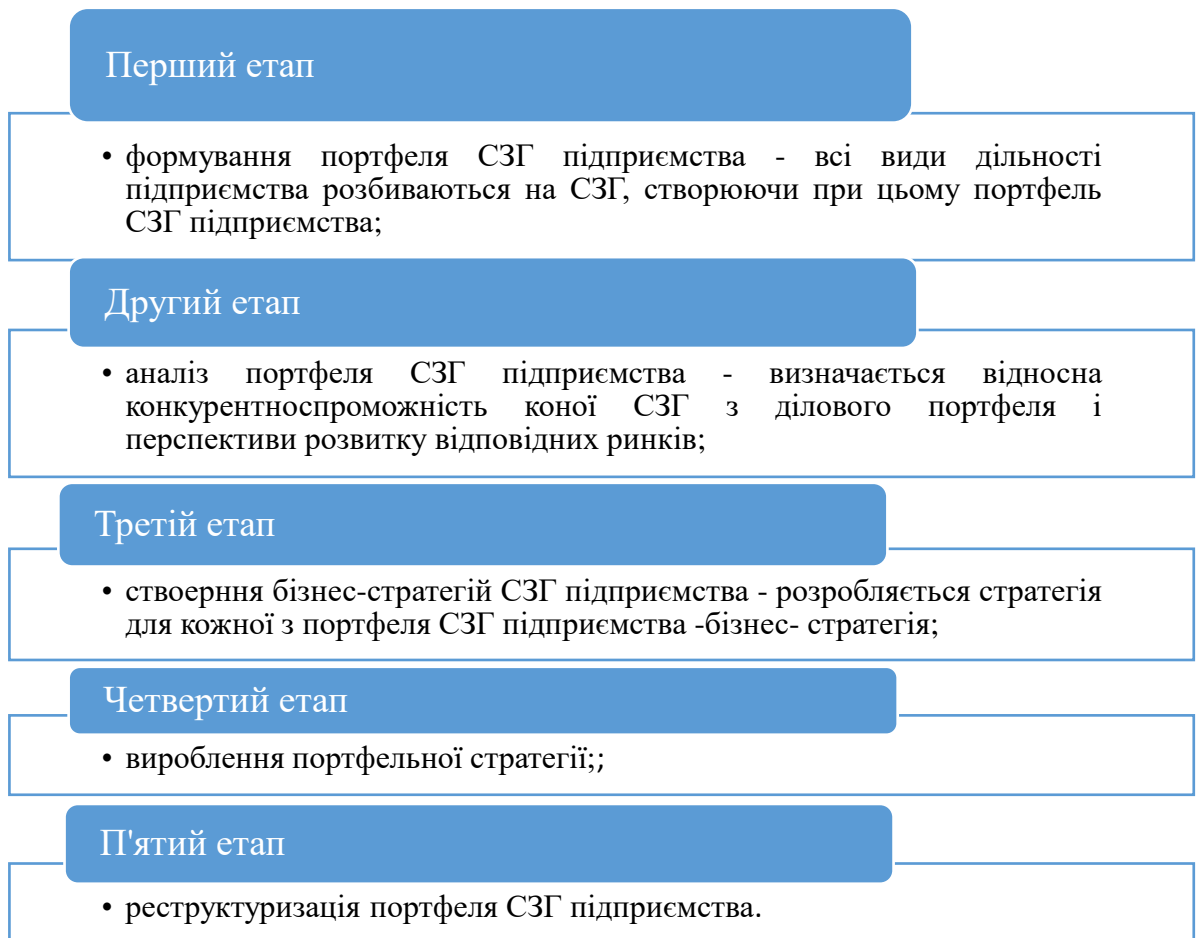 Перший етап
• формування портфеля СЗГ підприємства - всі види дільності
підприємства розбиваються на СЗГ, створюючи при цьому портфель
СЗГ підприємства;
Другий етап
• аналіз портфеля СЗГ підприємства - визначається відносна
конкурентноспроможність коної СЗГ з ділового портфеля і
перспективи розвитку відповідних ринків;
Третій етап
• створення бізнес-стратегій СЗГ підприємства - розробляється стратегія
для кожної з портфеля СЗГ підприємства -бізнес- стратегія;
Четвертий етап
• вироблення портфельної стратегії;;
П'ятий етап
• реструктуризація портфеля СЗГ підприємства.